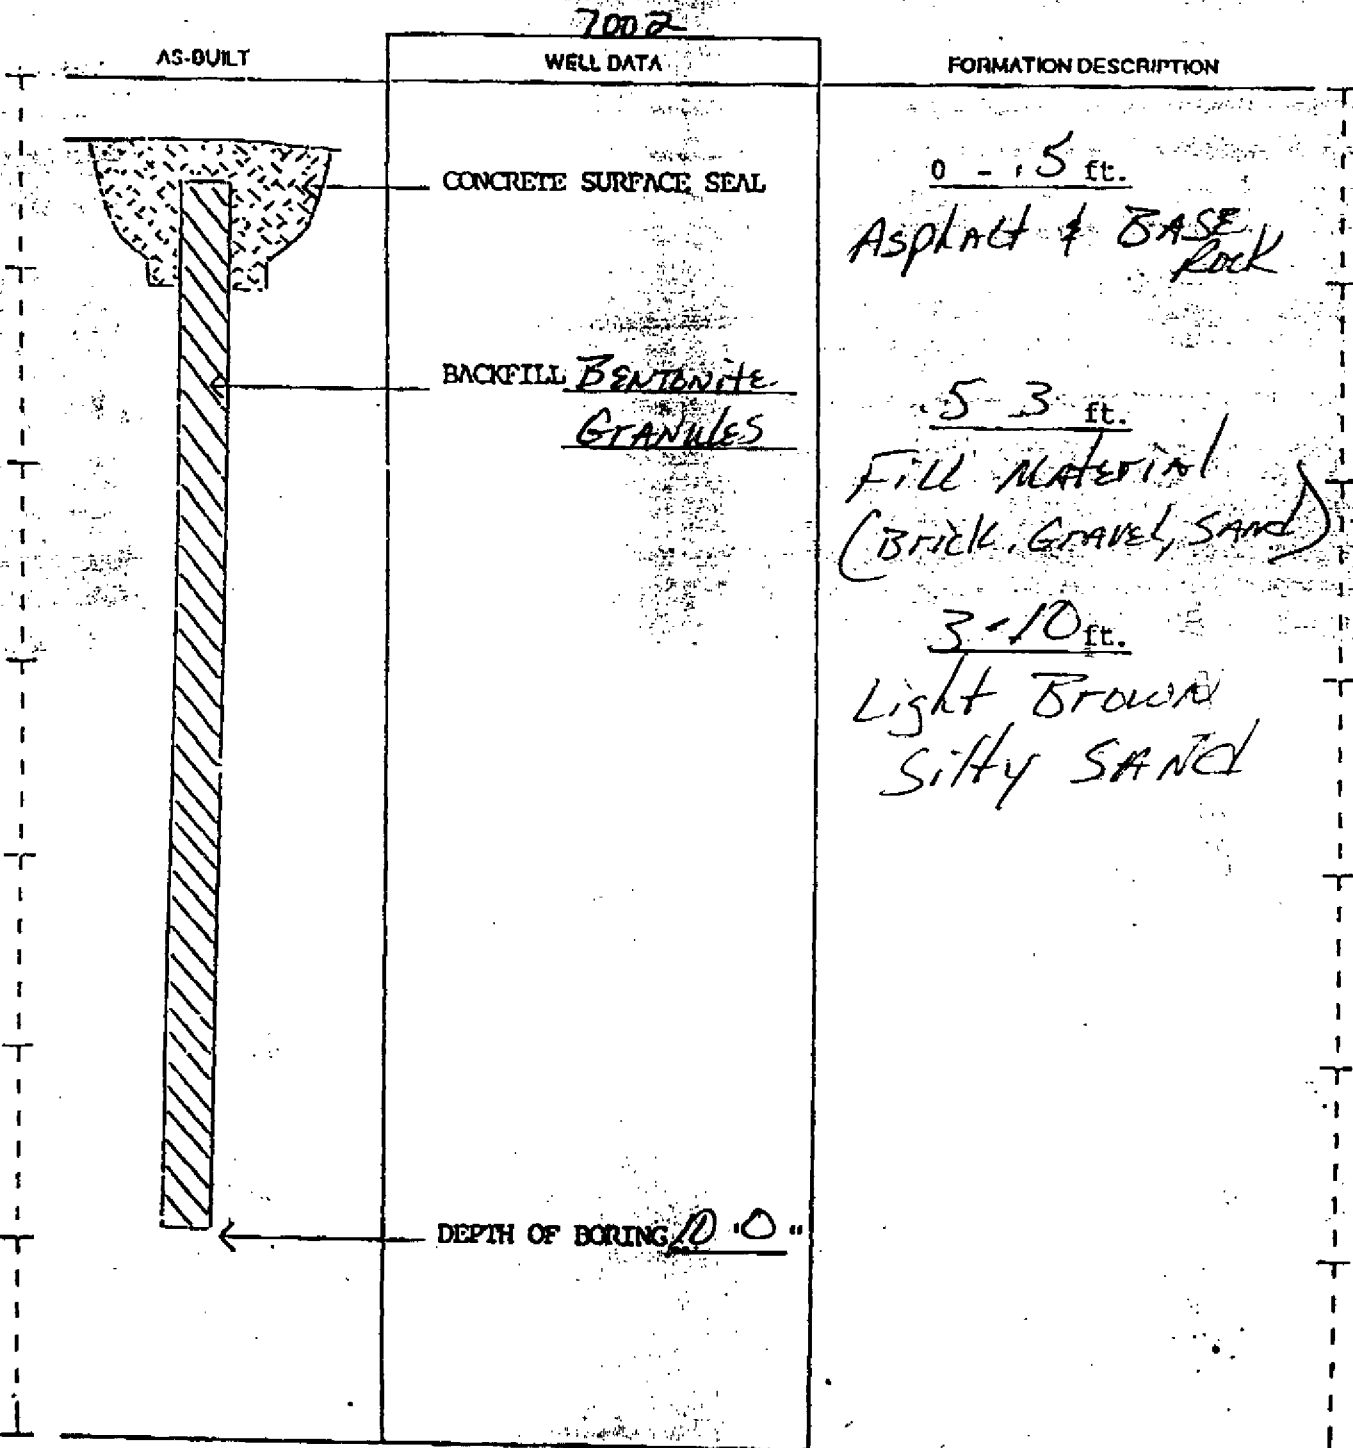 7002
AS-BUILT
WELL DATA
FORMATION DESCRIPTION
CONCRETE SURFACE SEAL
0 - .5 ft.
Asphalt & BASE
Rock
BACKFILL BENTONITE
GRANULES
.5 3 ft.
Fill MATERIAL
(Brick, GRAVEL, SAND)
3-10 ft.
Light Brown
Silty SAND
DEPTH OF BORING 10 ' 0 "